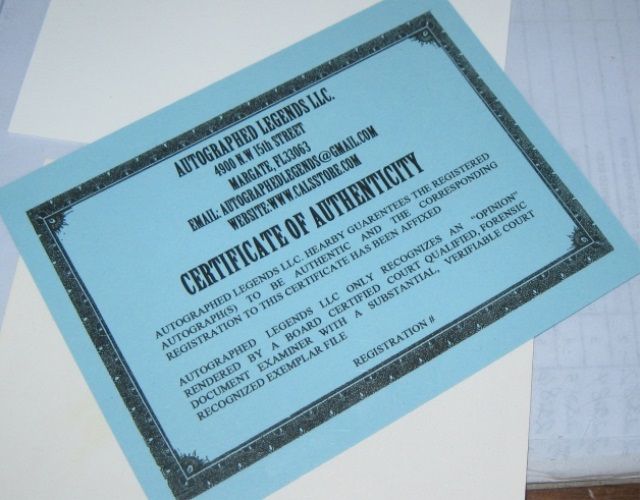 AUTOGRAPHED LEGENDS LLC.
4900 N.W 15th STREET
MARGATE, FL33063
EMAIL: AUTOGRAPHEDLEGENDS@GMAIL.COM
WEBSITE:WWW.CALSSTORE.COM
CERTIFICATE OF AUTHENTICITY
AUTOGRAPHED LEGENDS LLC. HEARBY GUARENTEES THE REGISTERED
AUTOGRAPH(S) TO BE AUTHENTIC AND THE CORRESPONDING
REGISTRATION TO THIS CERTIFICATE HAS BEEN AFFIXED
AUTOGRAPHED LEGENDS LLC ONLY RECOGNIZES AN "OPINION"
RENDERED BY A BOARD CERTIFIED COURT QUALIFIED, FORENSIC
DOCUMENT EXAMINER WITH A SUBSTANTIAL, VERIFIABLE COURT
RECOGNIZED EXEMPLAR FILE
REGISTRATION #